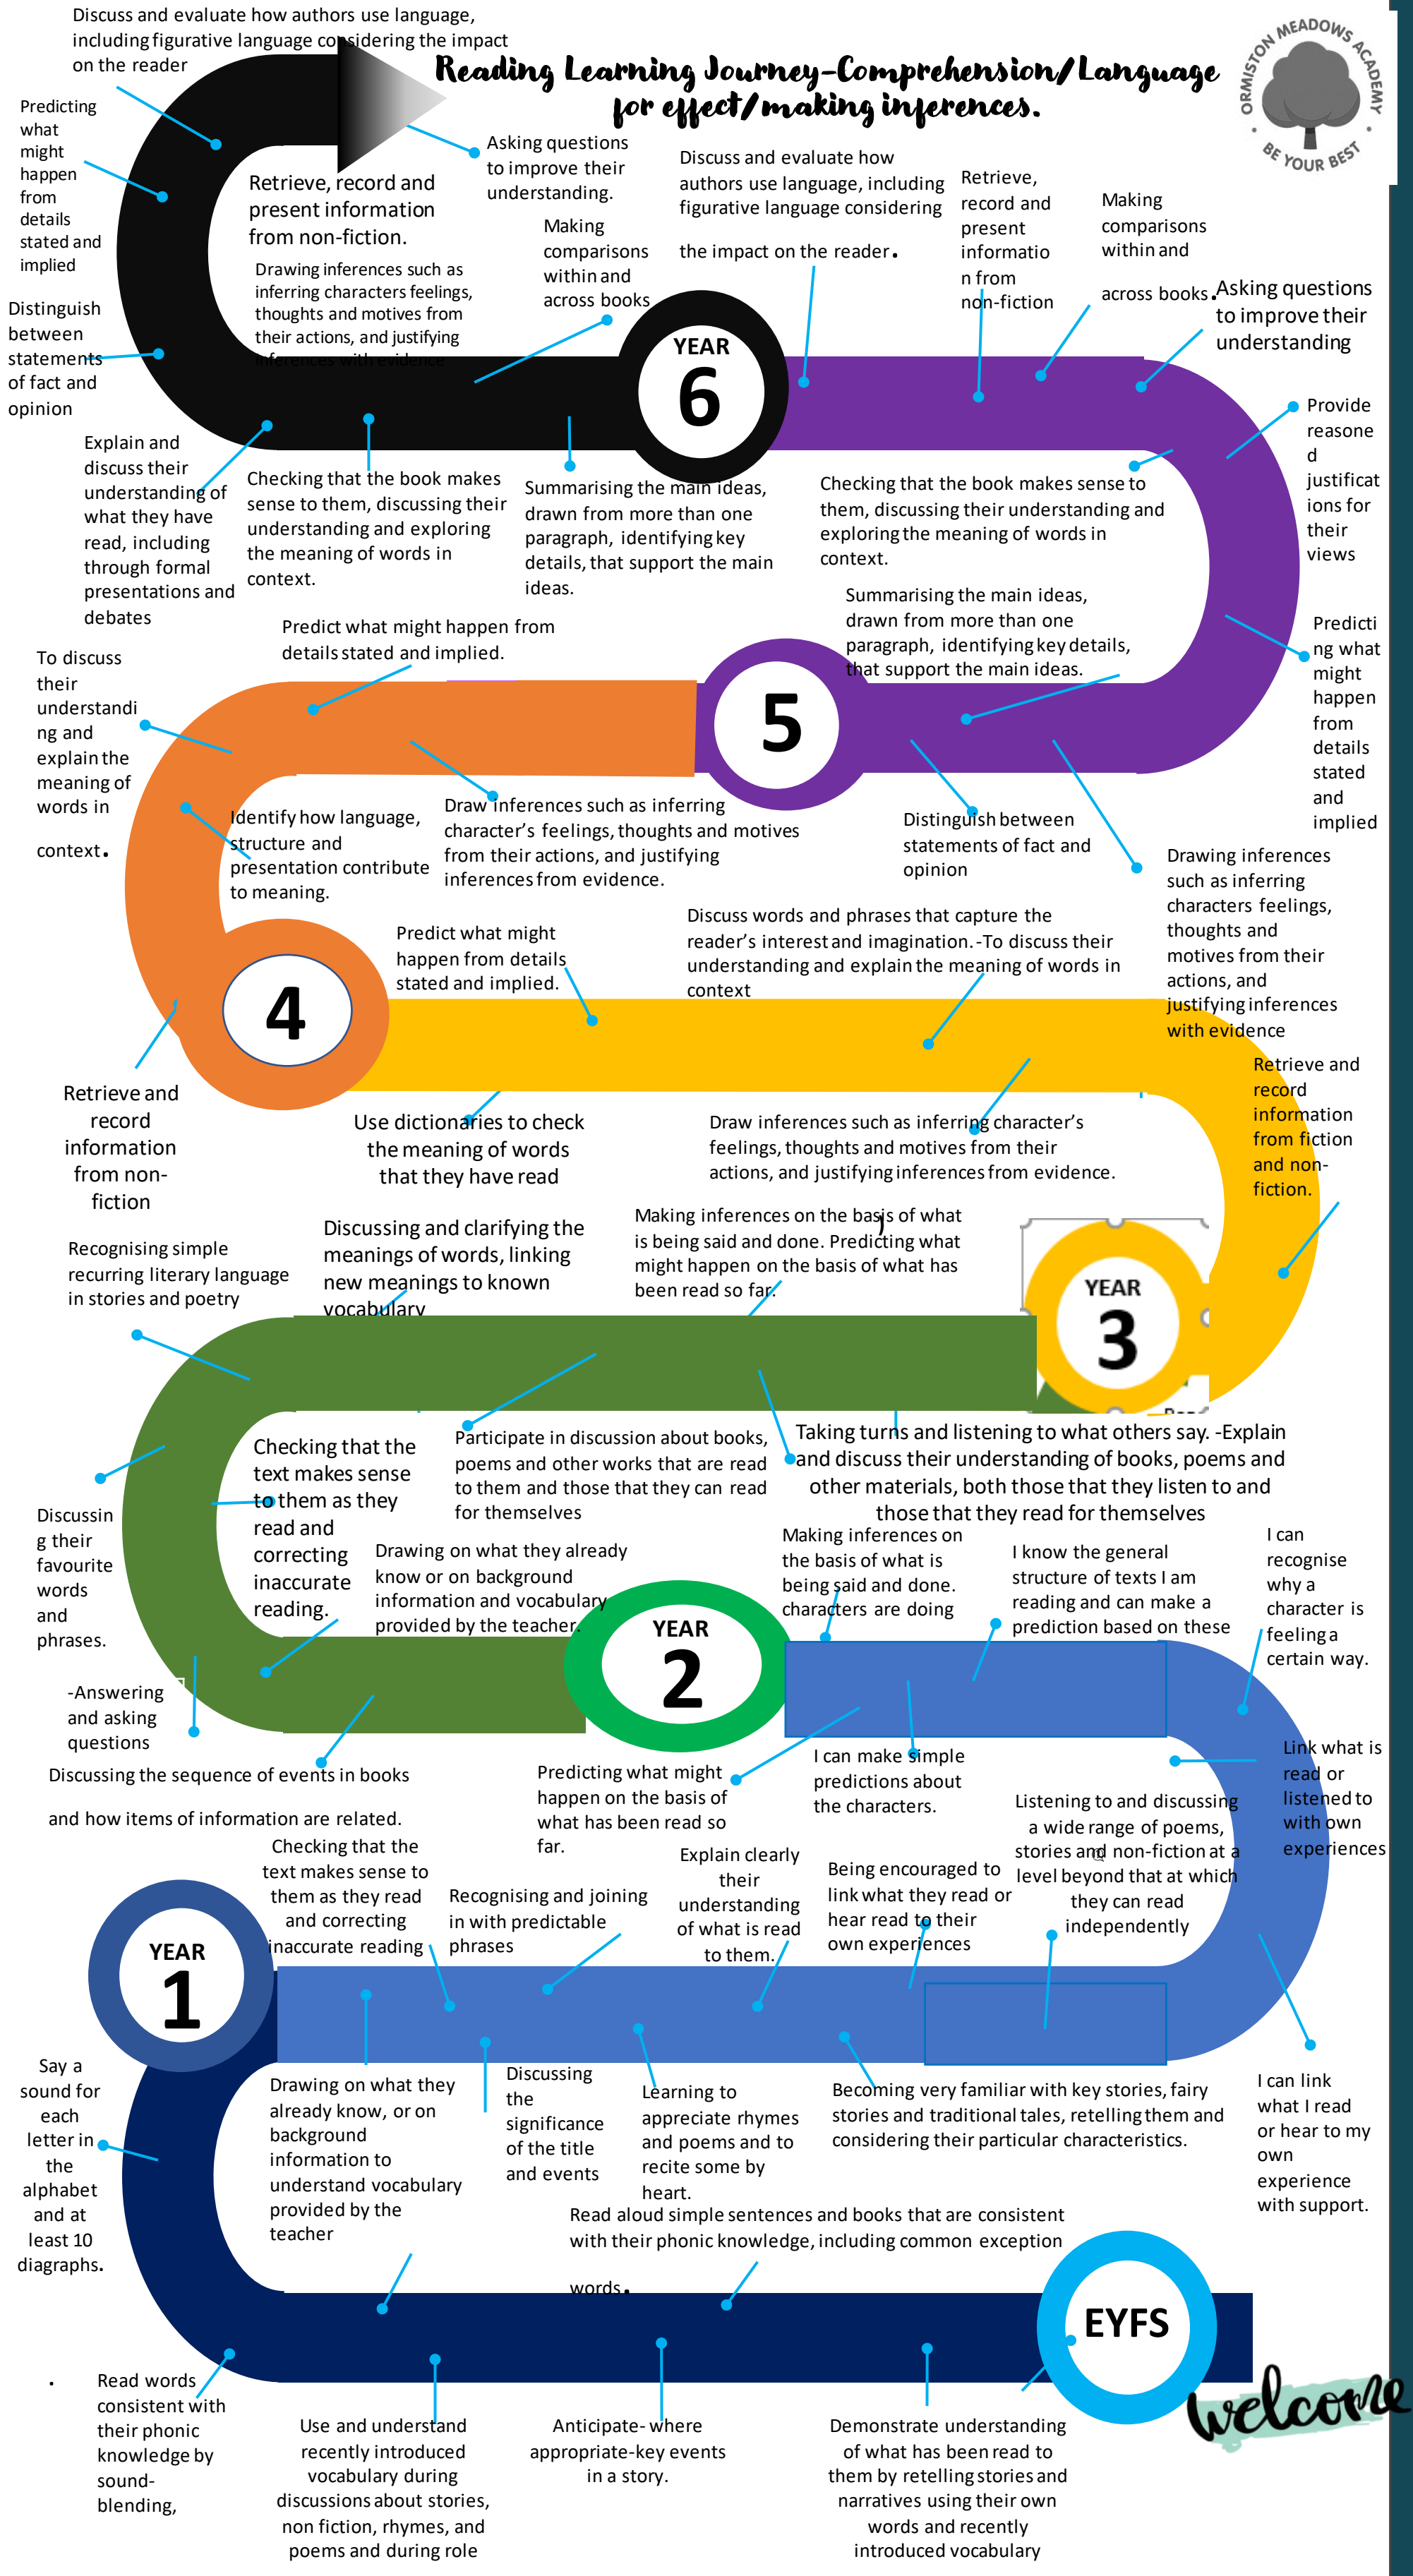 Discuss and evaluate how authors use language,
including figurative language considering the impact
on the reader
Reading Learning Journey-Comprehension/Language
for effect/making inferences.
ORMISTON MEADOWS ACADEMY
BE YOUR BEST
Predicting
what
might
happen
from
details
stated and
implied
Asking questions
to improve their
understanding.
Retrieve, record and
present information
from non-fiction.
Drawing inferences such as
inferring characters feelings,
thoughts and motives from
their actions, and justifying
inferences with evidence
Making
comparisons
within and
across books
Discuss and evaluate how
authors use language, including
figurative language considering
the impact on the reader.
Retrieve,
record and
present
informatio
n from
non-fiction
Making
comparisons
within and
across books.
Asking questions
to improve their
understanding
Distinguish
between
statements
of fact and
opinion
YEAR
6
Provide
reasone
d
justificat
ions for
their
views
Explain and
discuss their
understanding of
what they have
read, including
through formal
presentations and
debates
Checking that the book makes
sense to them, discussing their
understanding and exploring
the meaning of words in
context.
Summarising the main ideas,
drawn from more than one
paragraph, identifying key
details, that support the main
ideas.
Checking that the book makes sense to
them, discussing their understanding and
exploring the meaning of words in
context.
Summarising the main ideas,
drawn from more than one
paragraph, identifying key details,
that support the main ideas.
Predicti
ng what
might
happen
from
details
stated
and
implied
Predict what might happen from
details stated and implied.
To discuss
their
understandi
ng and
explain the
meaning of
words in
context.
5
Identify how language,
structure and
presentation contribute
to meaning.
Draw inferences such as inferring
character's feelings, thoughts and motives
from their actions, and justifying
inferences from evidence.
Distinguish between
statements of fact and
opinion
Drawing inferences
such as inferring
characters feelings,
thoughts and
motives from their
actions, and
justifying inferences
with evidence
Predict what might
happen from details
stated and implied.
Discuss words and phrases that capture the
reader's interest and imagination. -To discuss their
understanding and explain the meaning of words in
context
4
Retrieve and
record
information
from non-
fiction
Use dictionaries to check
the meaning of words
that they have read
Draw inferences such as inferring character's
feelings, thoughts and motives from their
actions, and justifying inferences from evidence.
Retrieve and
record
information
from fiction
and non-
fiction.
Recognising simple
recurring literary language
in stories and poetry
Discussing and clarifying the
meanings of words, linking
new meanings to known
vocabulary
Making inferences on the basis of what
is being said and done. Predicting what
might happen on the basis of what has
been read so far.
)
YEAR
3
Discussin
g their
favourite
words
and
phrases.
Checking that the
text makes sense
to them as they
read and
correcting
inaccurate
reading.
Participate in discussion about books,
poems and other works that are read
to them and those that they can read
for themselves
Taking turns and listening to what others say. -Explain
and discuss their understanding of books, poems and
other materials, both those that they listen to and
those that they read for themselves
Drawing on what they already
know or on background
information and vocabulary
provided by the teacher.
Making inferences on
the basis of what is
being said and done.
characters are doing
I know the general
structure of texts I am
reading and can make a
prediction based on these
I can
recognise
why a
character is
feeling a
certain way.
YEAR
2
-Answering
and asking
questions
Discussing the sequence of events in books
and how items of information are related.
Predicting what might
happen on the basis of
what has been read so
far.
I can make simple
predictions about
the characters.
Link what is
read or
listened to
with own
experiences
Listening to and discussing
a wide range of poems,
stories and non-fiction at a
level beyond that at which
they can read
independently
Checking that the
text makes sense to
them as they read
and correcting
inaccurate reading
Recognising and joining
in with predictable
phrases
Explain clearly
their
understanding
of what is read
to them.
Being encouraged to
link what they read or
hear read to their
own experiences
YEAR
1
Say a
sound for
each
letter in
the
alphabet
and at
least 10
diagraphs.
Drawing on what they
already know, or on
background
information to
understand vocabulary
provided by the
teacher
Discussing
the
significance
of the title
and events
Learning to
appreciate rhymes
and poems and to
recite some by
heart.
Becoming very familiar with key stories, fairy
stories and traditional tales, retelling them and
considering their particular characteristics.
I can link
what I read
or hear to my
own
experience
with support.
Read aloud simple sentences and books that are consistent
with their phonic knowledge, including common exception
words.
EYFS
welcome
. Read words
consistent with
their phonic
knowledge by
sound-
blending,
Use and understand
recently introduced
vocabulary during
discussions about stories,
non fiction, rhymes, and
poems and during role
Anticipate- where
appropriate-key events
in a story.
Demonstrate understanding
of what has been read to
them by retelling stories and
narratives using their own
words and recently
introduced vocabulary